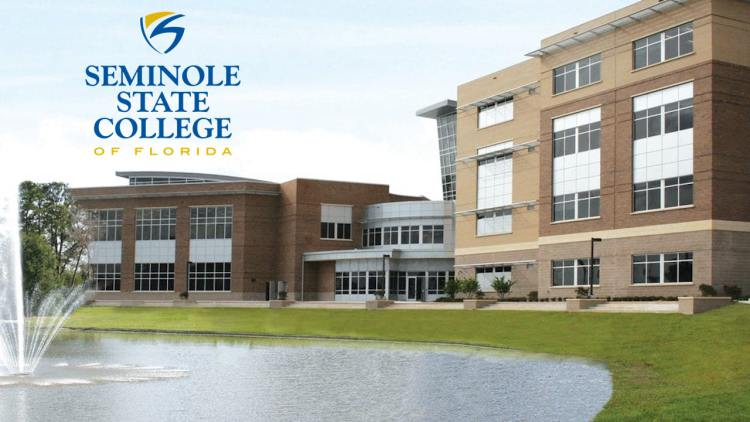 SEMINOLE
STATE
COLLEGE
OF FLORIDA